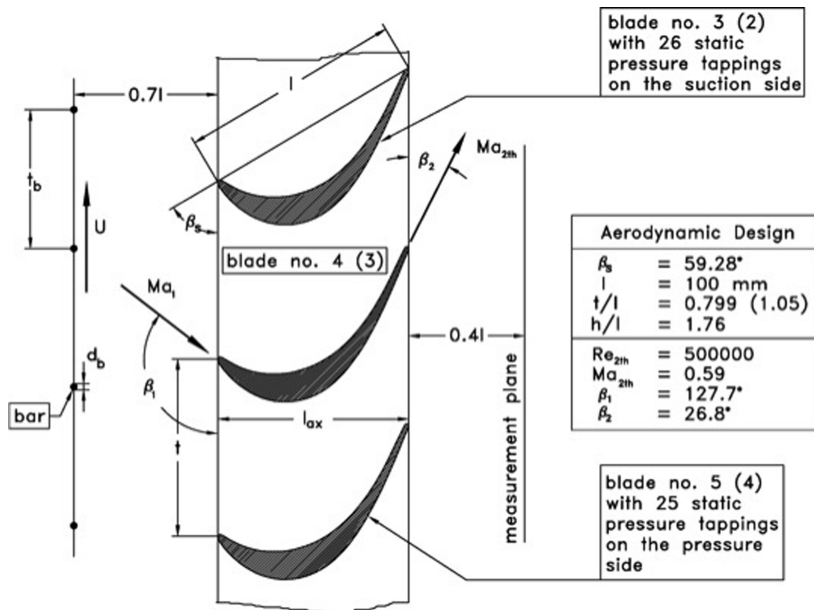 blade no. 3 (2)
with 26 static
pressure tappings
on the suction side
0.7l
l
t_b
U
β_s
β_2
Ma_2th
blade no. 4 (3)
Ma_1
d_b
bar
β_1
t
l_ax
0.4l
measurement plane
Aerodynamic Design
β_s = 59.28°
l = 100 mm
t/l = 0.799 (1.05)
h/l = 1.76
Re_2th = 500000
Ma_2th = 0.59
β_1 = 127.7°
β_2 = 26.8°
blade no. 5 (4)
with 25 static
pressure tappings
on the pressure
side